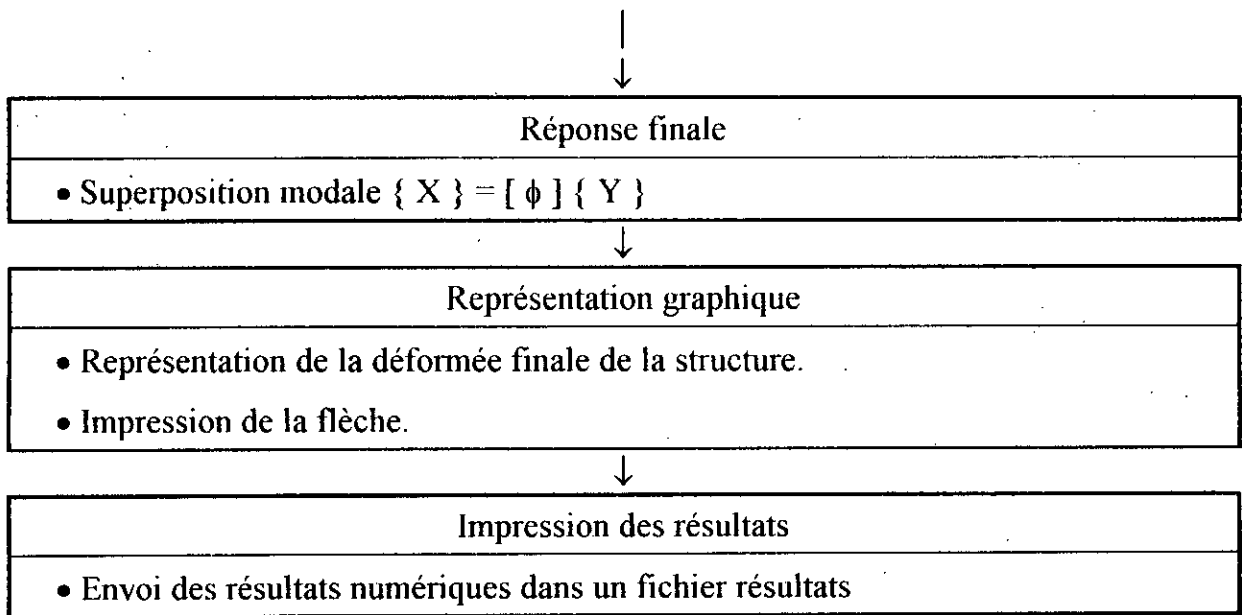 Réponse finale
• Superposition modale { X } = [ ϕ ] { Y }
Représentation graphique
• Représentation de la déformée finale de la structure.
• Impression de la flèche.
Impression des résultats
• Envoi des résultats numériques dans un fichier résultats